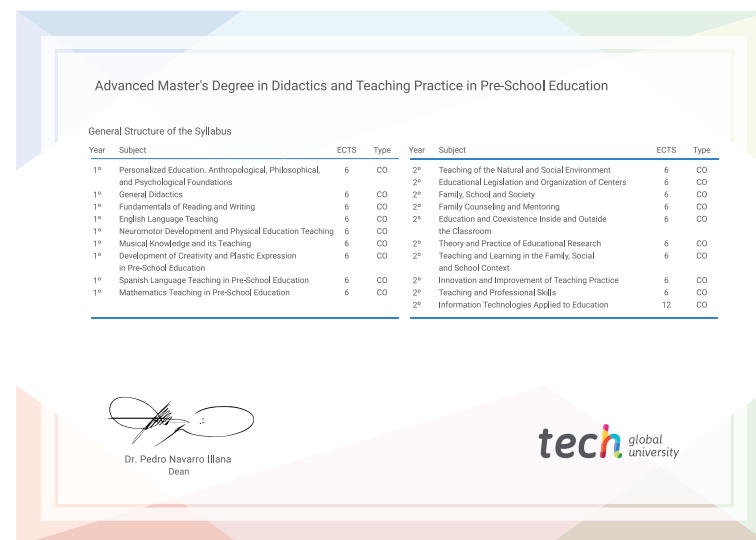 Advanced Master's Degree in Didactics and Teaching Practice in Pre-School Education
General Structure of the Syllabus
Year Subject ECTS Type
1º Personalized Education. Anthropological, Philosophical, 6 CO
and Psychological Foundations
1º General Didactics 6 CO
1º Fundamentals of Reading and Writing 6 CO
1º English Language Teaching 6 CO
1º Neuromotor Development and Physical Education Teaching 6 CO
1º Musical Knowledge and its Teaching 6 CO
1º Development of Creativity and Plastic Expression 6 CO
in Pre-School Education
1º Spanish Language Teaching in Pre-School Education 6 CO
1º Mathematics Teaching in Pre-School Education 6 CO
Year Subject ECTS Type
2º Teaching of the Natural and Social Environment 6 CO
2º Educational Legislation and Organization of Centers 6 CO
2º Family, School and Society 6 CO
2º Family Counseling and Mentoring 6 CO
2º Education and Coexistence Inside and Outside 6 CO
the Classroom
2º Theory and Practice of Educational Research 6 CO
2º Teaching and Learning in the Family, Social 6 CO
and School Context
2º Innovation and Improvement of Teaching Practice 6 CO
2º Teaching and Professional Skills 6 CO
2º Information Technologies Applied to Education 12 CO
Dr. Pedro Navarro Illana
Dean
tech global
university